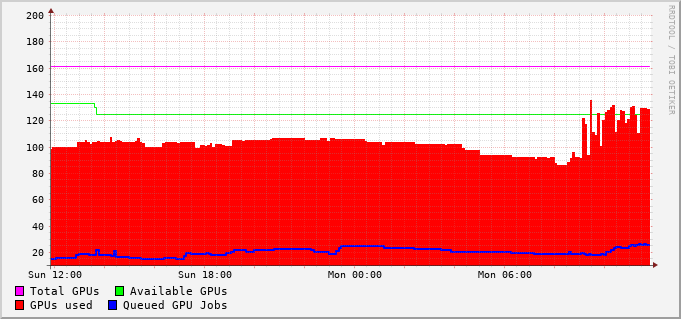 200
180
160
140
120
100
80
60
40
20
Sun 12:00 Sun 18:00 Mon 00:00 Mon 06:00
Total GPUs Available GPUs
GPUs used Queued GPU Jobs
RRDTOOL / TOBI OETIKER